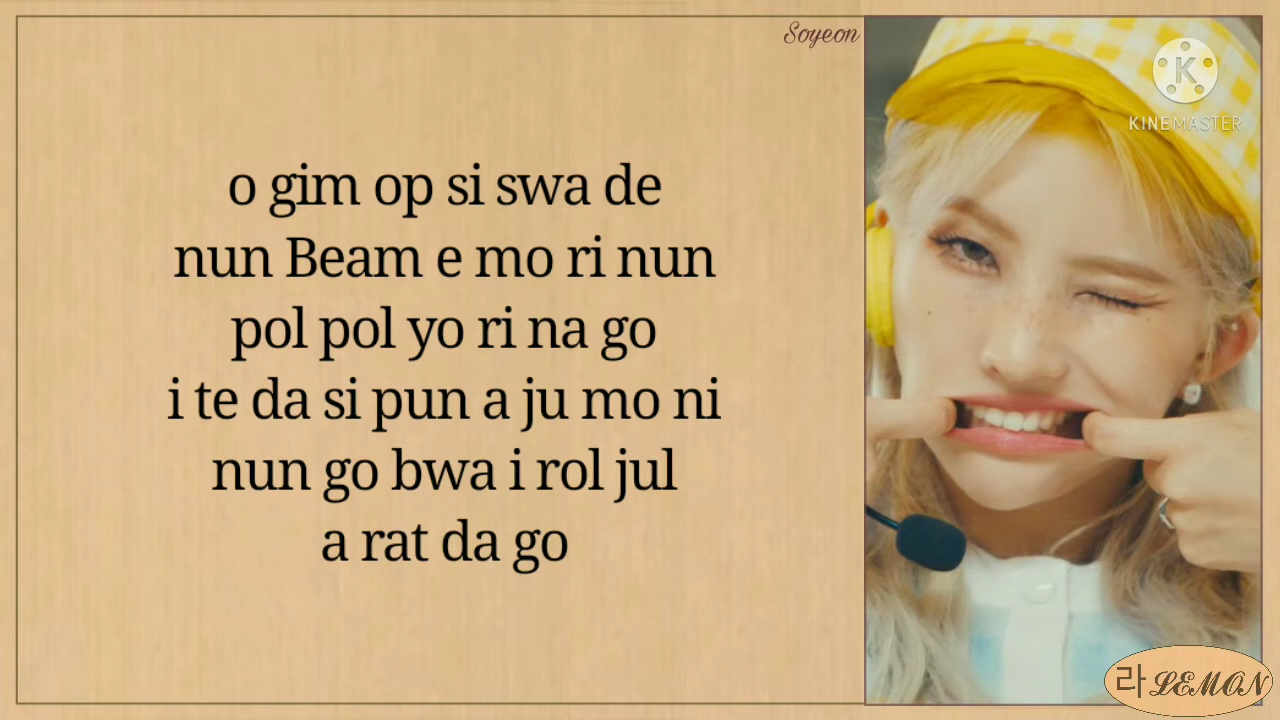 Soyeon
K
KINEMASTER
o gim op si swa de
nun Beam e mo ri nun
pol pol yo ri na go
i te da si pun a ju mo ni
nun go bwa i rol jul
a rat da go
라 LEMON